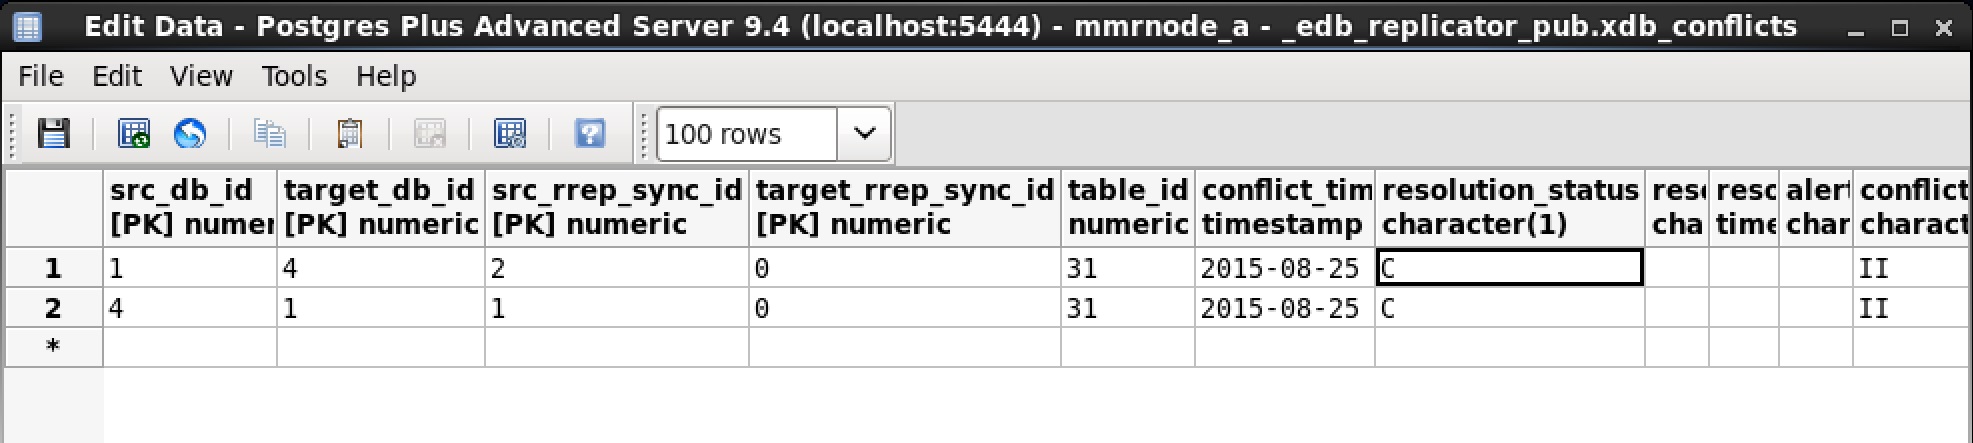 Edit Data - Postgres Plus Advanced Server 9.4 (localhost:5444) - mmrnode_a - _edb_replicator_pub.xdb_conflicts
File Edit View Tools Help
100 rows
src_db_id target_db_id src_rrep_sync_id target_rrep_sync_id table_id conflict_tim resolution_status reso reso alert conflict
[PK] numer [PK] numeric [PK] numeric [PK] numeric numeric timestamp character(1) cha time char charact
1 1 4 2 0 31 2015-08-25 C II
2 4 1 1 0 31 2015-08-25 C II
*